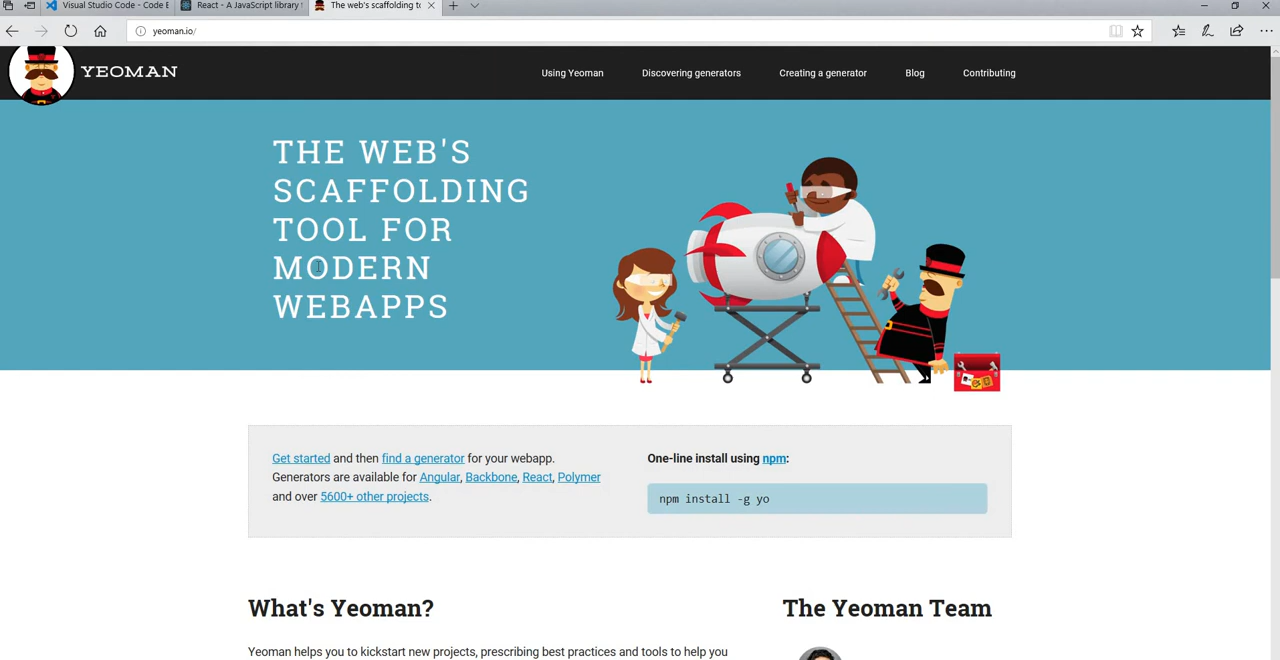 Visual Studio Code - Code E
React - A JavaScript library f
The web's scaffolding to
yeoman.io/
YEOMAN
Using Yeoman
Discovering generators
Creating a generator
Blog
Contributing
THE WEB'S
SCAFFOLDING
TOOL FOR
MODERN
WEBAPPS
Get started and then find a generator for your webapp.
Generators are available for Angular, Backbone, React, Polymer
and over 5600+ other projects.
One-line install using npm:
npm install -g yo
What's Yeoman?
Yeoman helps you to kickstart new projects, prescribing best practices and tools to help you
The Yeoman Team